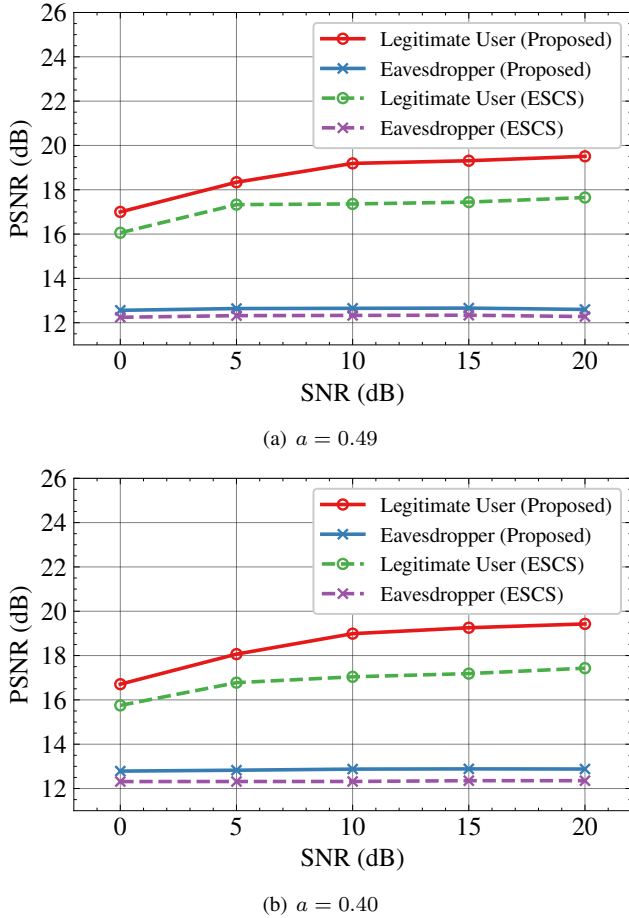 26
24
22
20
18
16
14
12
PSNR (dB)
Legitimate User (Proposed)
Eavesdropper (Proposed)
Legitimate User (ESCS)
Eavesdropper (ESCS)
0 5 10 15 20
SNR (dB)
(a) a = 0.49
26
24
22
20
18
16
14
12
PSNR (dB)
Legitimate User (Proposed)
Eavesdropper (Proposed)
Legitimate User (ESCS)
Eavesdropper (ESCS)
0 5 10 15 20
SNR (dB)
(b) a = 0.40